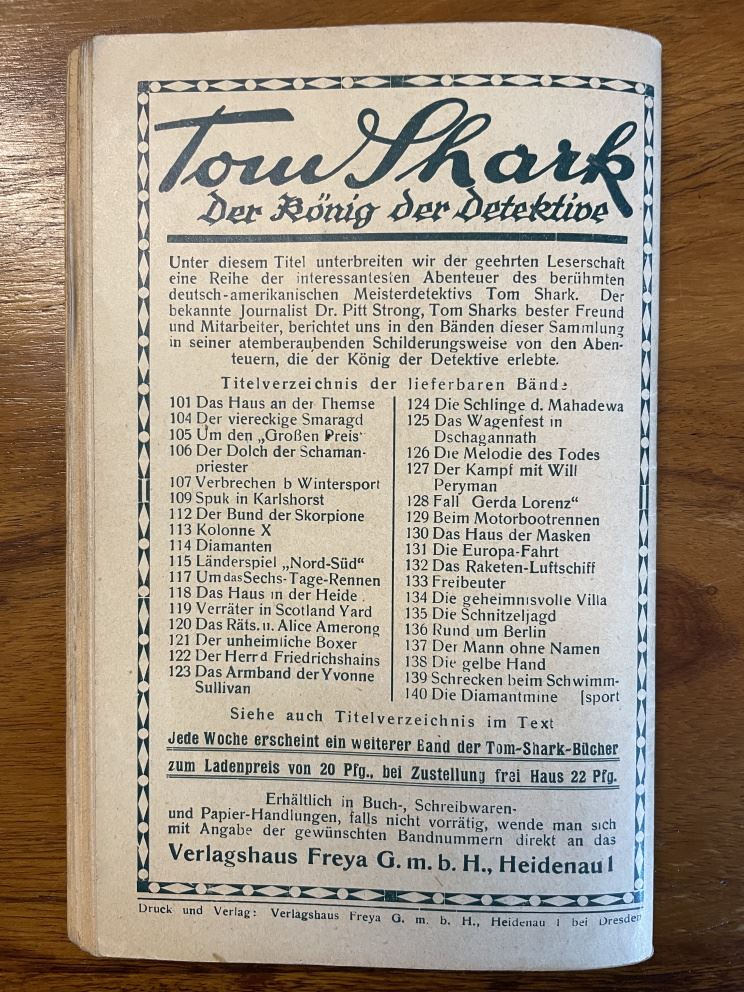 Tom Shark
Der König der Detektive
Unter diesem Titel unterbreiten wir der geehrten Leserschaft
eine Reihe der interessantesten Abenteuer des berühmten
deutsch-amerikanischen Meisterdetektivs Tom Shark. Der
bekannte Journalist Dr. Pitt Strong, Tom Sharks bester Freund
und Mitarbeiter, berichtet uns in den Bänden dieser Sammlung
in seiner atemberaubenden Schilderungsweise von den Aben-
teuern, die der König der Detektive erlebte.
Titelverzeichnis der lieferbaren Bände
101 Das Haus an der Themse
104 Der viereckige Smaragd
105 Um den „Großen Preis“
106 Der Dolch der Schaman-
priester
107 Verbrechen b Wintersport
109 Spuk in Karlshorst
112 Der Bund der Skorpione
113 Kolonne X
114 Diamanten
115 Länderspiel „Nord-Süd“
117 Um das Sechs-Tage-Rennen
118 Das Haus in der Heide
119 Verräter in Scotland Yard
120 Das Räts. u. Alice Amerong
121 Der unheimliche Boxer
122 Der Herr d Friedrichshains
123 Das Armband der Yvonne
Sullivan
124 Die Schlinge d. Mahadewa
125 Das Wagenfest in
Dschagannath
126 Die Melodie des Todes
127 Der Kampf mit Will
Peryman
128 Fall Gerda Lorenz“
129 Beim Motorbootrennen
130 Das Haus der Masken
131 Die Europa-Fahrt
132 Das Raketen-Luftschiff
133 Freibeuter
134 Die geheimnisvolle Villa
135 Die Schnitzeljagd
136 Rund um Berlin
137 Der Mann ohne Namen
138 Die gelbe Hand
139 Schrecken beim Schwimm-
140 Die Diamantmine [sport
Siehe auch Titelverzeichnis im Text
Jede Woche erscheint ein weiterer Band der Tom-Shark-Bücher
zum Ladenpreis von 20 Pfg., bei Zustellung frei Haus 22 Pfg.
Erhältlich in Buch-, Schreibwaren-
und Papier-Handlungen, falls nicht vorrätig, wende man sich
mit Angabe der gewünschten Bandnummern direkt an das
Verlagshaus Freya G. m. b. H., Heidenau 1
Druck und Verlag: Verlagshaus Freya G. m. b. H., Heidenau 1 bei Dresden